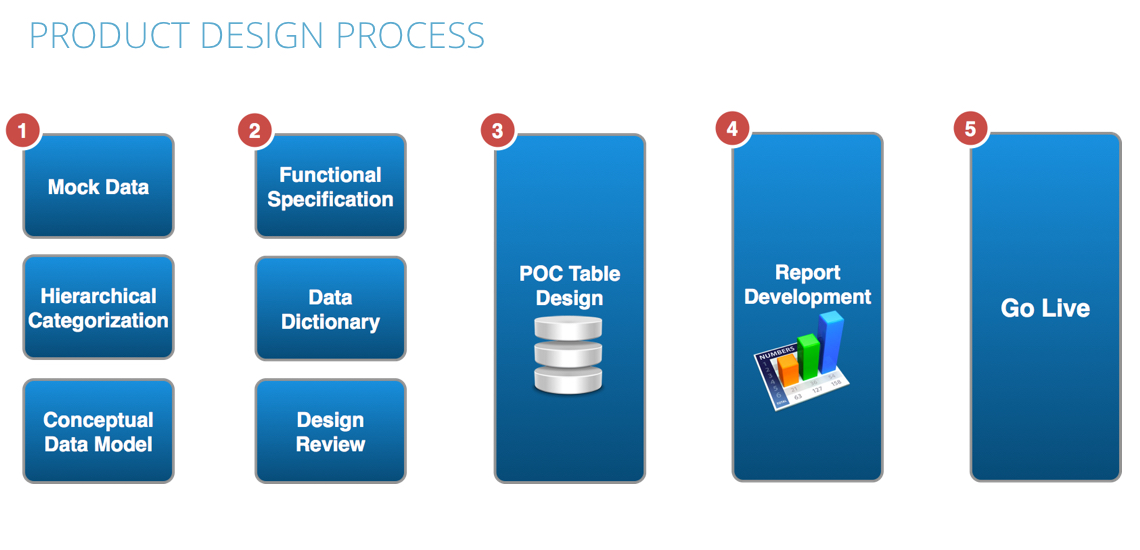 PRODUCT DESIGN PROCESS
1
Mock Data
Hierarchical
Categorization
Conceptual
Data Model
2
Functional
Specification
Data
Dictionary
Design
Review
3
POC Table
Design
4
Report
Development
NUMBERS
63 127 158
5
Go Live